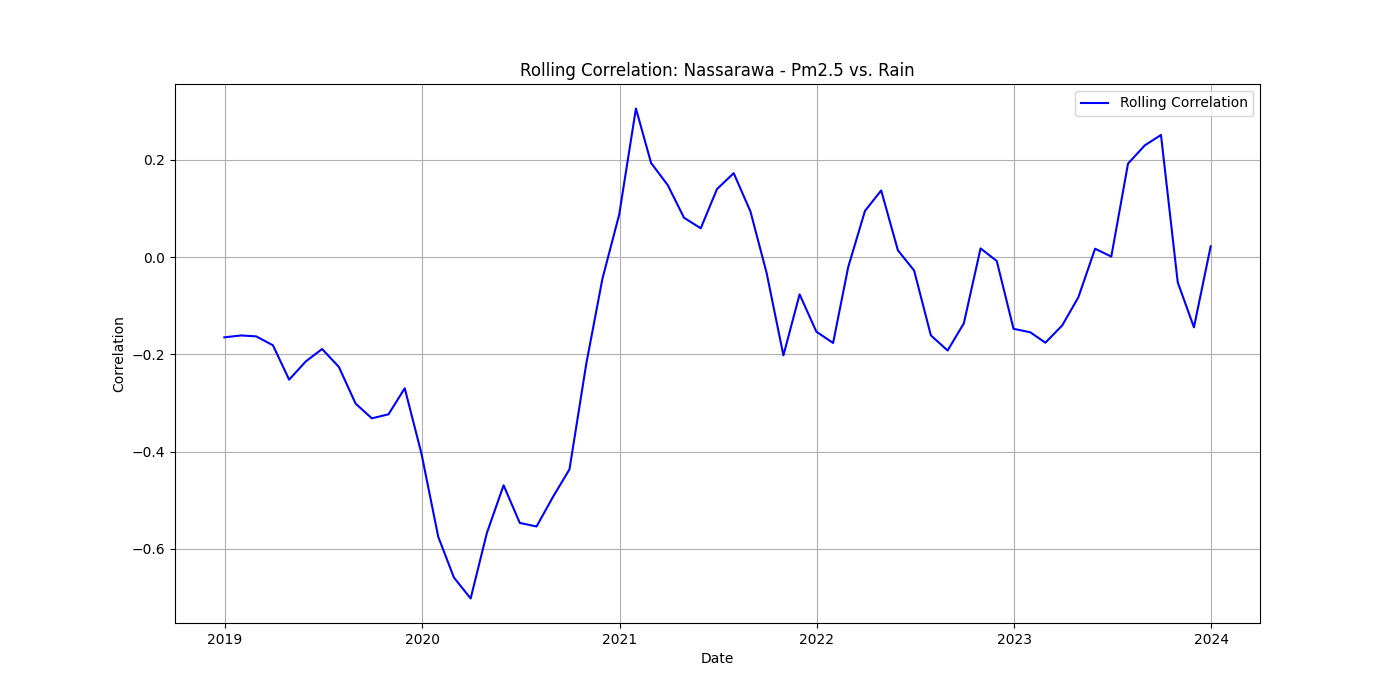 Rolling Correlation: Nassarawa - Pm2.5 vs. Rain
Rolling Correlation
0.2
0.0
−0.2
−0.4
−0.6
Correlation
2019 2020 2021 2022 2023 2024
Date